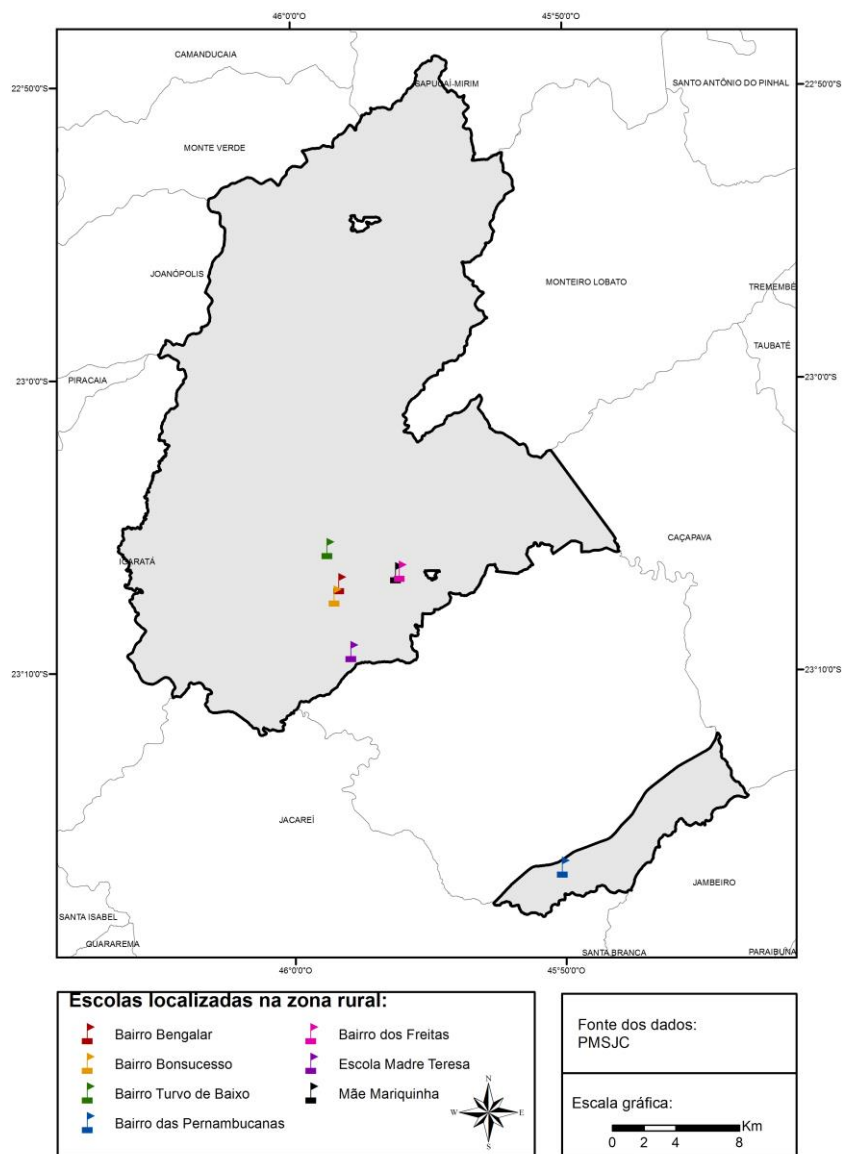 46°0'0"O
45°50'0"O
CAMANDUCAIA
SAPUCAÍ-MIRIM
SANTO ANTÔNIO DO PINHAL
22°50'0"S
22°50'0"S
MONTE VERDE
JOANÓPOLIS
MONTEIRO LOBATO
TREMEMBÉ
TAUBATÉ
PIRACAIA
23°0'0"S
23°0'0"S
CAÇAPAVA
IGARATÁ
23°10'0"S
23°10'0"S
JACAREÍ
JAMBEIRO
SANTA ISABEL
GUARAREMA
SANTA BRANCA
PARAIBUNA
46°0'0"O
45°50'0"O
Escolas localizadas na zona rural:
Bairro Bengalar
Bairro Bonsucesso
Bairro Turvo de Baixo
Bairro das Pernambucanas
Bairro dos Freitas
Escola Madre Teresa
Mãe Mariquinha
N
W
E
S
Fonte dos dados:
PMSJC
Escala gráfica:
Km
0 2 4 8